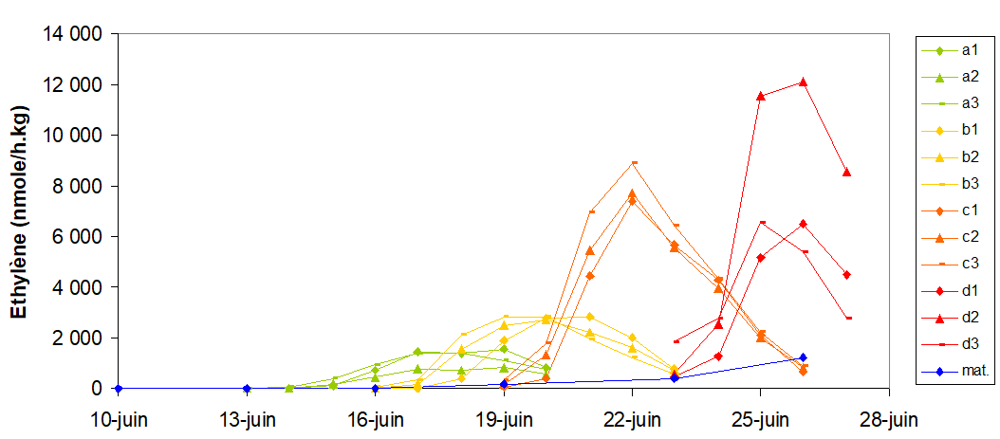 14 000
12 000
10 000
8 000
6 000
4 000
2 000
0
Ethylène (nmole/h.kg)
10-juin 13-juin 16-juin 19-juin 22-juin 25-juin 28-juin
a1
a2
a3
b1
b2
b3
c1
c2
c3
d1
d2
d3
mat.